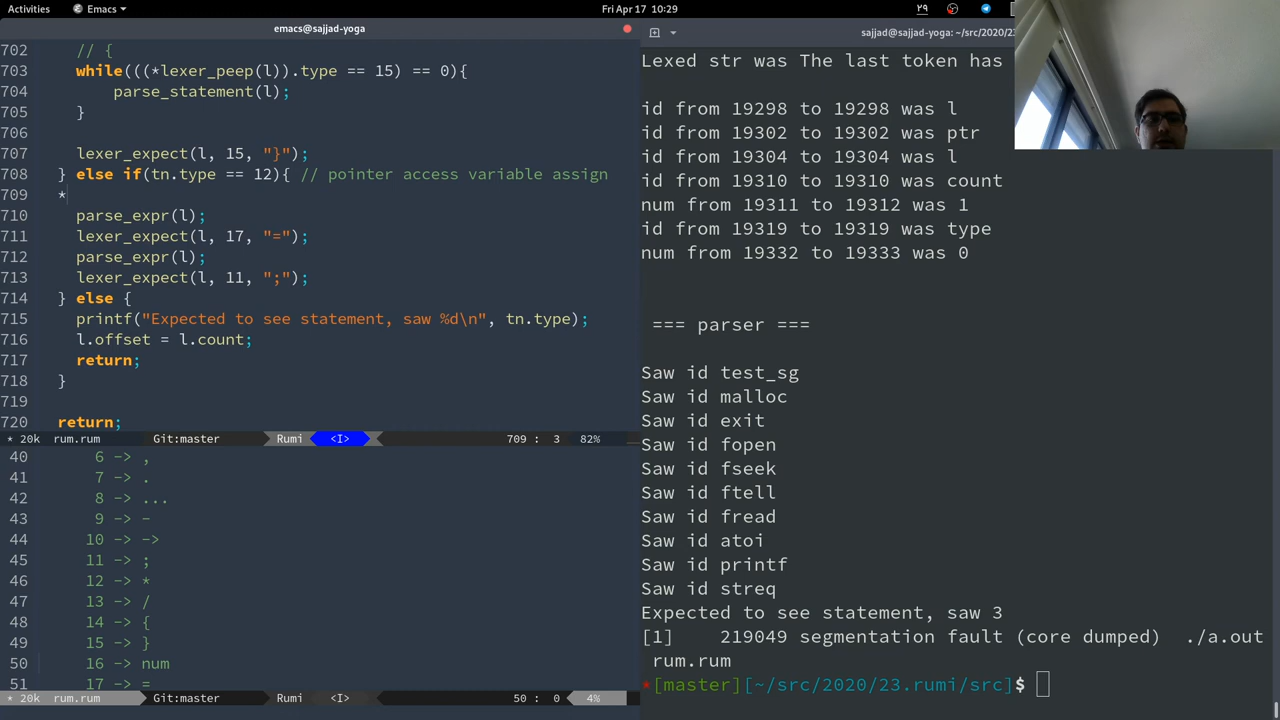 Activities
Emacs
Fri Apr 17 10:29
۲۹
emacs@sajjad-yoga
702 // {
703 while(((*lexer_peep(l)).type == 15) == 0){
704 parse_statement(l);
705 }
706
707 lexer_expect(l, 15, "}");
708 } else if(tn.type == 12){ // pointer access variable assign
709 *
710 parse_expr(l);
711 lexer_expect(l, 17, "=");
712 parse_expr(l);
713 lexer_expect(l, 11, ";");
714 } else {
715 printf("Expected to see statement, saw %d\n", tn.type);
716 l.offset = l.count;
717 return;
718 }
719
720 return;
* 20k rum.rum Git:master Rumi <I> 709 : 3 82%
40 6 -> ,
41 7 -> .
42 8 -> ...
43 9 -> -
44 10 -> ->
45 11 -> ;
46 12 -> *
47 13 -> /
48 14 -> {
49 15 -> }
50 16 -> num
51 17 -> =
* 20k rum.rum Git:master Rumi <I> 50 : 0 4%
sajjad@sajjad-yoga: ~/src/2020/23
Lexed str was The last token has
id from 19298 to 19298 was l
id from 19302 to 19304 was ptr
id from 19304 to 19304 was l
id from 19310 to 19310 was count
num from 19311 to 19312 was 1
id from 19319 to 19319 was type
num from 19332 to 19333 was 0
=== parser ===
Saw id test_sg
Saw id malloc
Saw id exit
Saw id fopen
Saw id fseek
Saw id ftell
Saw id fread
Saw id atoi
Saw id printf
Saw id streq
Expected to see statement, saw 3
[1] 219049 segmentation fault (core dumped) ./a.out
rum.rum
*[master][~/src/2020/23.rumi/src]$